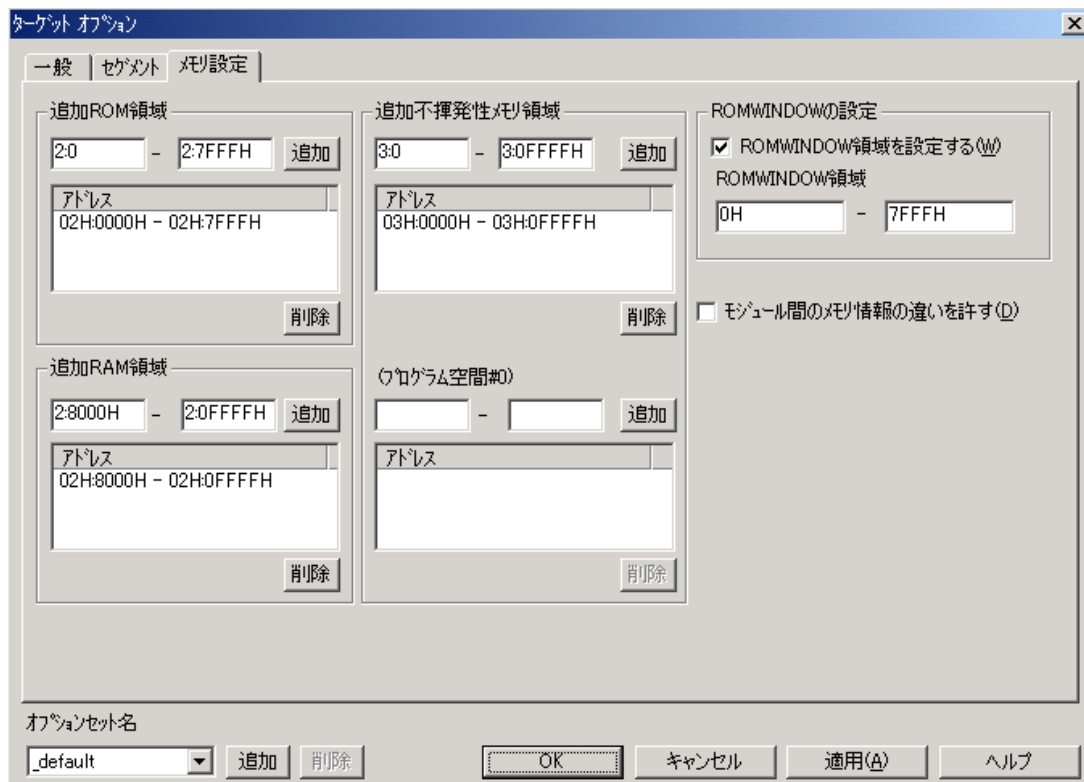 ターゲット オプション
一般 セグメント メモリ設定
追加ROM領域
2:0 - 2:7FFFH 追加
アドレス
02H:0000H - 02H:7FFFH
削除
追加RAM領域
2:8000H - 2:0FFFFH 追加
アドレス
02H:8000H - 02H:0FFFFH
削除
追加不揮発性メモリ領域
3:0 - 3:0FFFFH 追加
アドレス
03H:0000H - 03H:0FFFFH
削除
(プログラム空間#0)
- 追加
アドレス
削除
ROMWINDOWの設定
ROMWINDOW領域を設定する(W)
ROMWINDOW領域
0H - 7FFFH
モジュール間のメモリ情報の違いを許す(D)
オプションセット名
_default 追加 削除 OK キャンセル 適用(A) ヘルプ